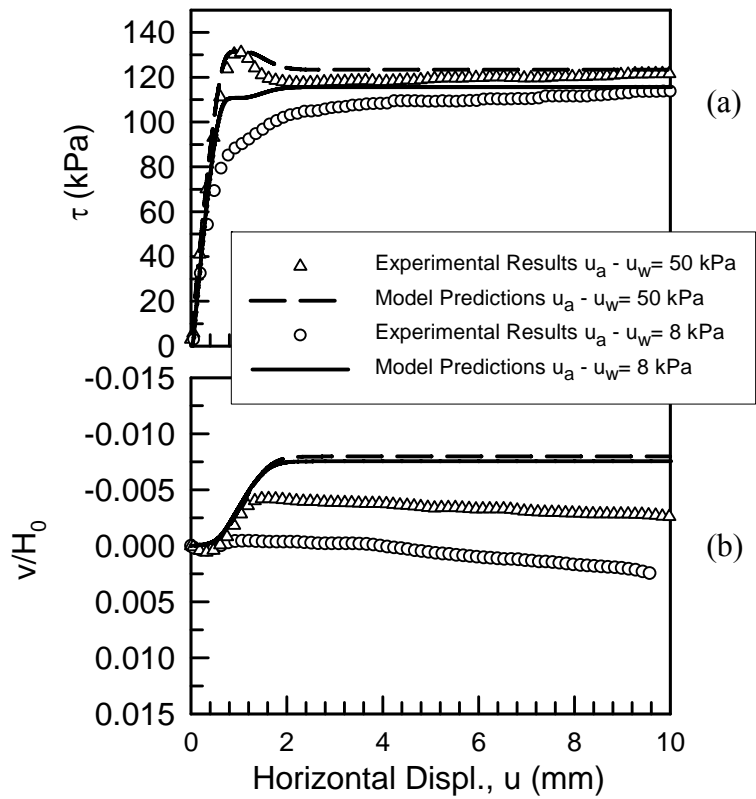 140
120
100
80
60
40
20
0
τ (kPa)
(a)
Experimental Results u_a - u_w= 50 kPa
Model Predictions u_a - u_w= 50 kPa
Experimental Results u_a - u_w= 8 kPa
Model Predictions u_a - u_w= 8 kPa
-0.015
-0.010
-0.005
0.000
0.005
0.010
0.015
v/H_0
(b)
0 2 4 6 8 10
Horizontal Displ., u (mm)